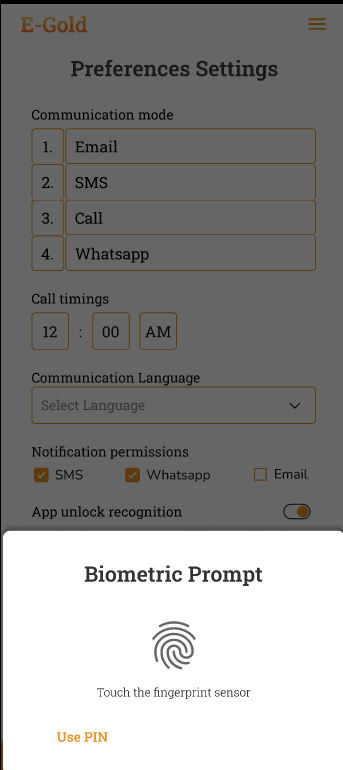 E-Gold
Preferences Settings
Communication mode
1. Email
2. SMS
3. Call
4. Whatsapp
Call timings
12 : 00 AM
Communication Language
Select Language
Notification permissions
SMS Whatsapp Email
App unlock recognition
Biometric Prompt
Touch the fingerprint sensor
Use PIN